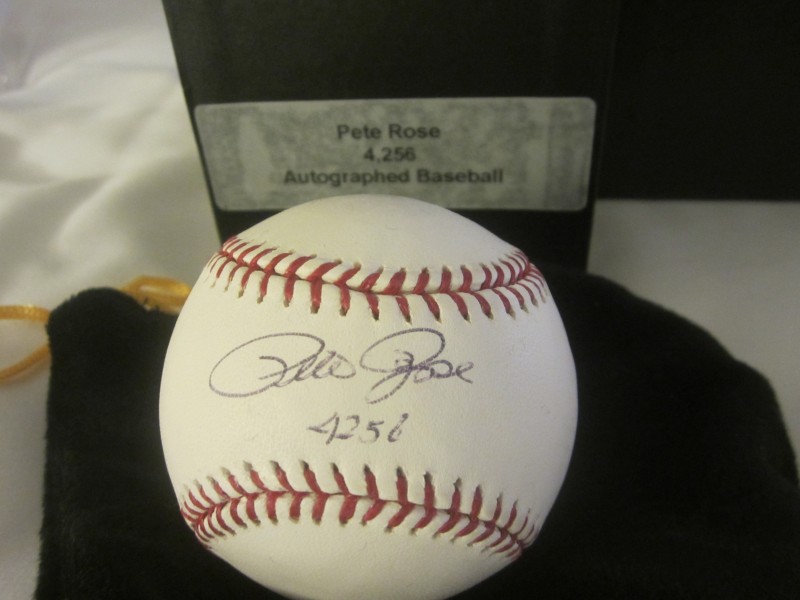 Pete Rose
4,256
Autographed Baseball
Pete Rose
4256